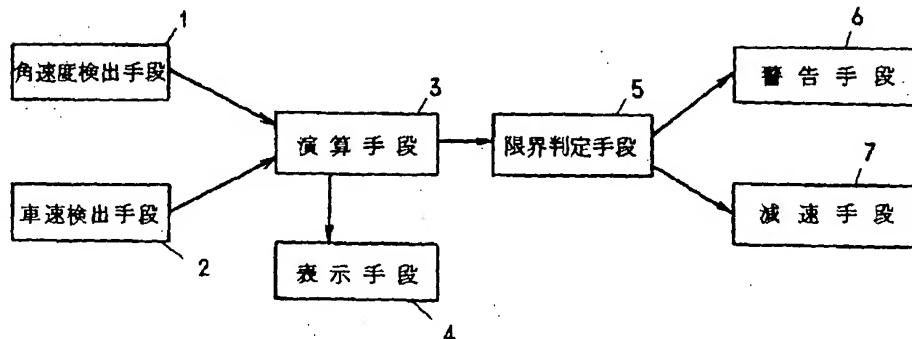 1
角速度検出手段
車速検出手段
2
3
演算手段
表示手段
4
5
限界判定手段
6
警告手段
7
減速手段